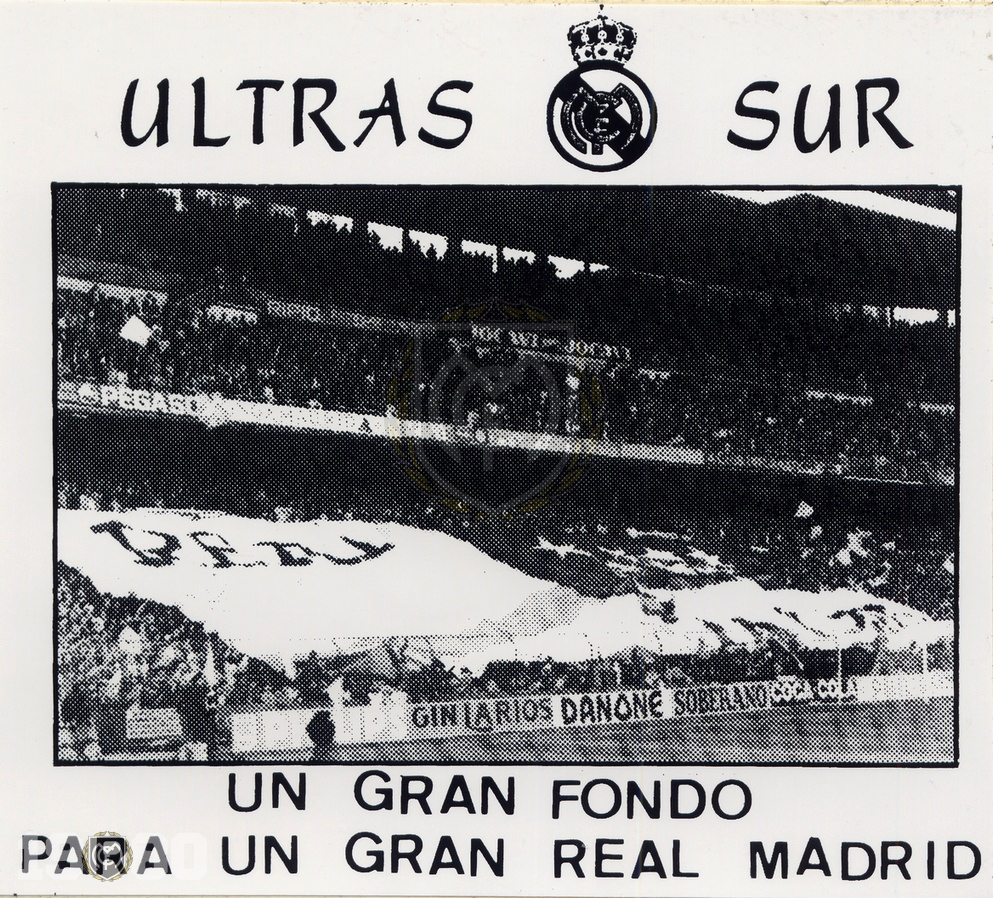 ULTRAS SUR
PEGASO
GIN LARIOS DANONE SOBERANO COCA COLA
UN GRAN FONDO
PARA UN GRAN REAL MADRID